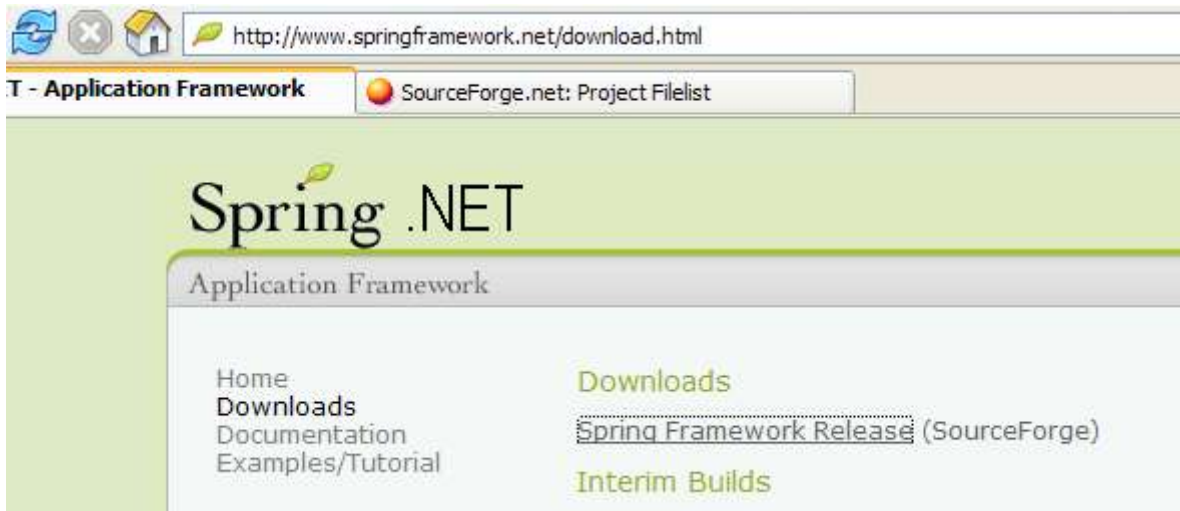 http://www.springframework.net/download.html
T - Application Framework
SourceForge.net: Project Filelist
Spring .NET
Application Framework
Home
Downloads
Documentation
Examples/Tutorial
Downloads
Spring Framework Release (SourceForge)
Interim Builds